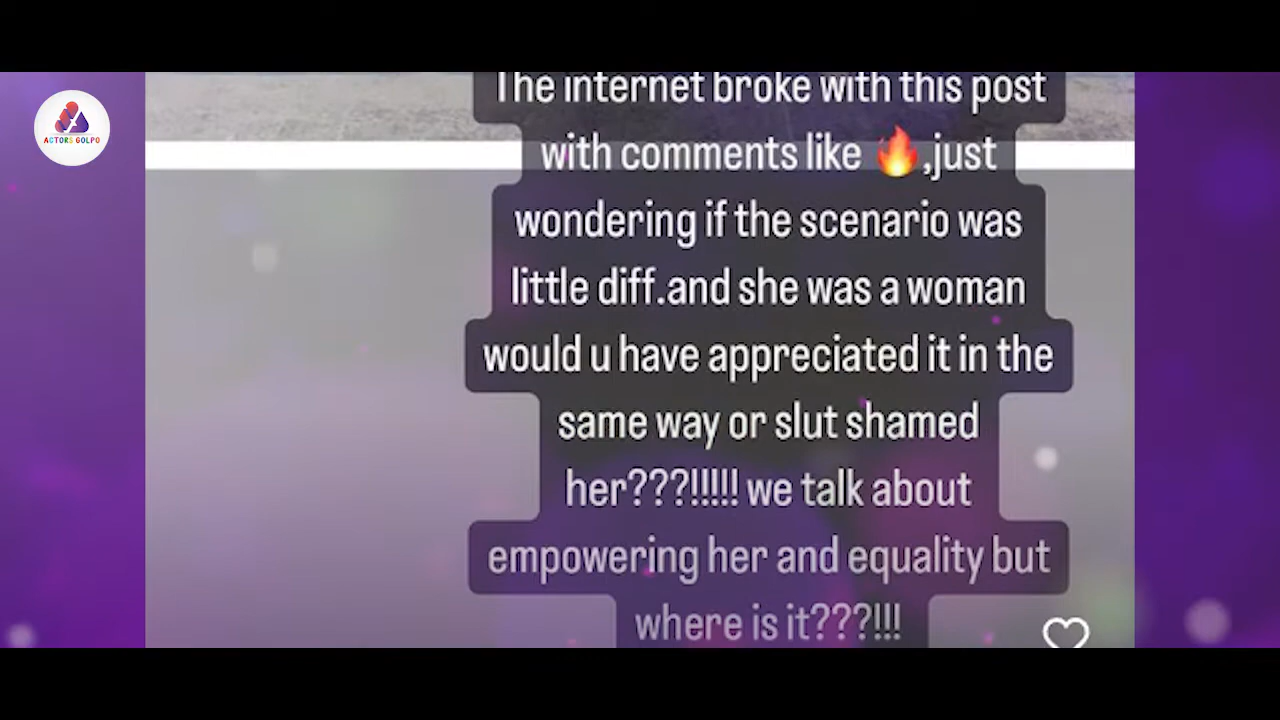 ACTORS GOLPO
The internet broke with this post
with comments like 🔥,just
wondering if the scenario was
little diff.and she was a woman
would u have appreciated it in the
same way or slut shamed
her???!!!!! we talk about
empowering her and equality but
where is it???!!!